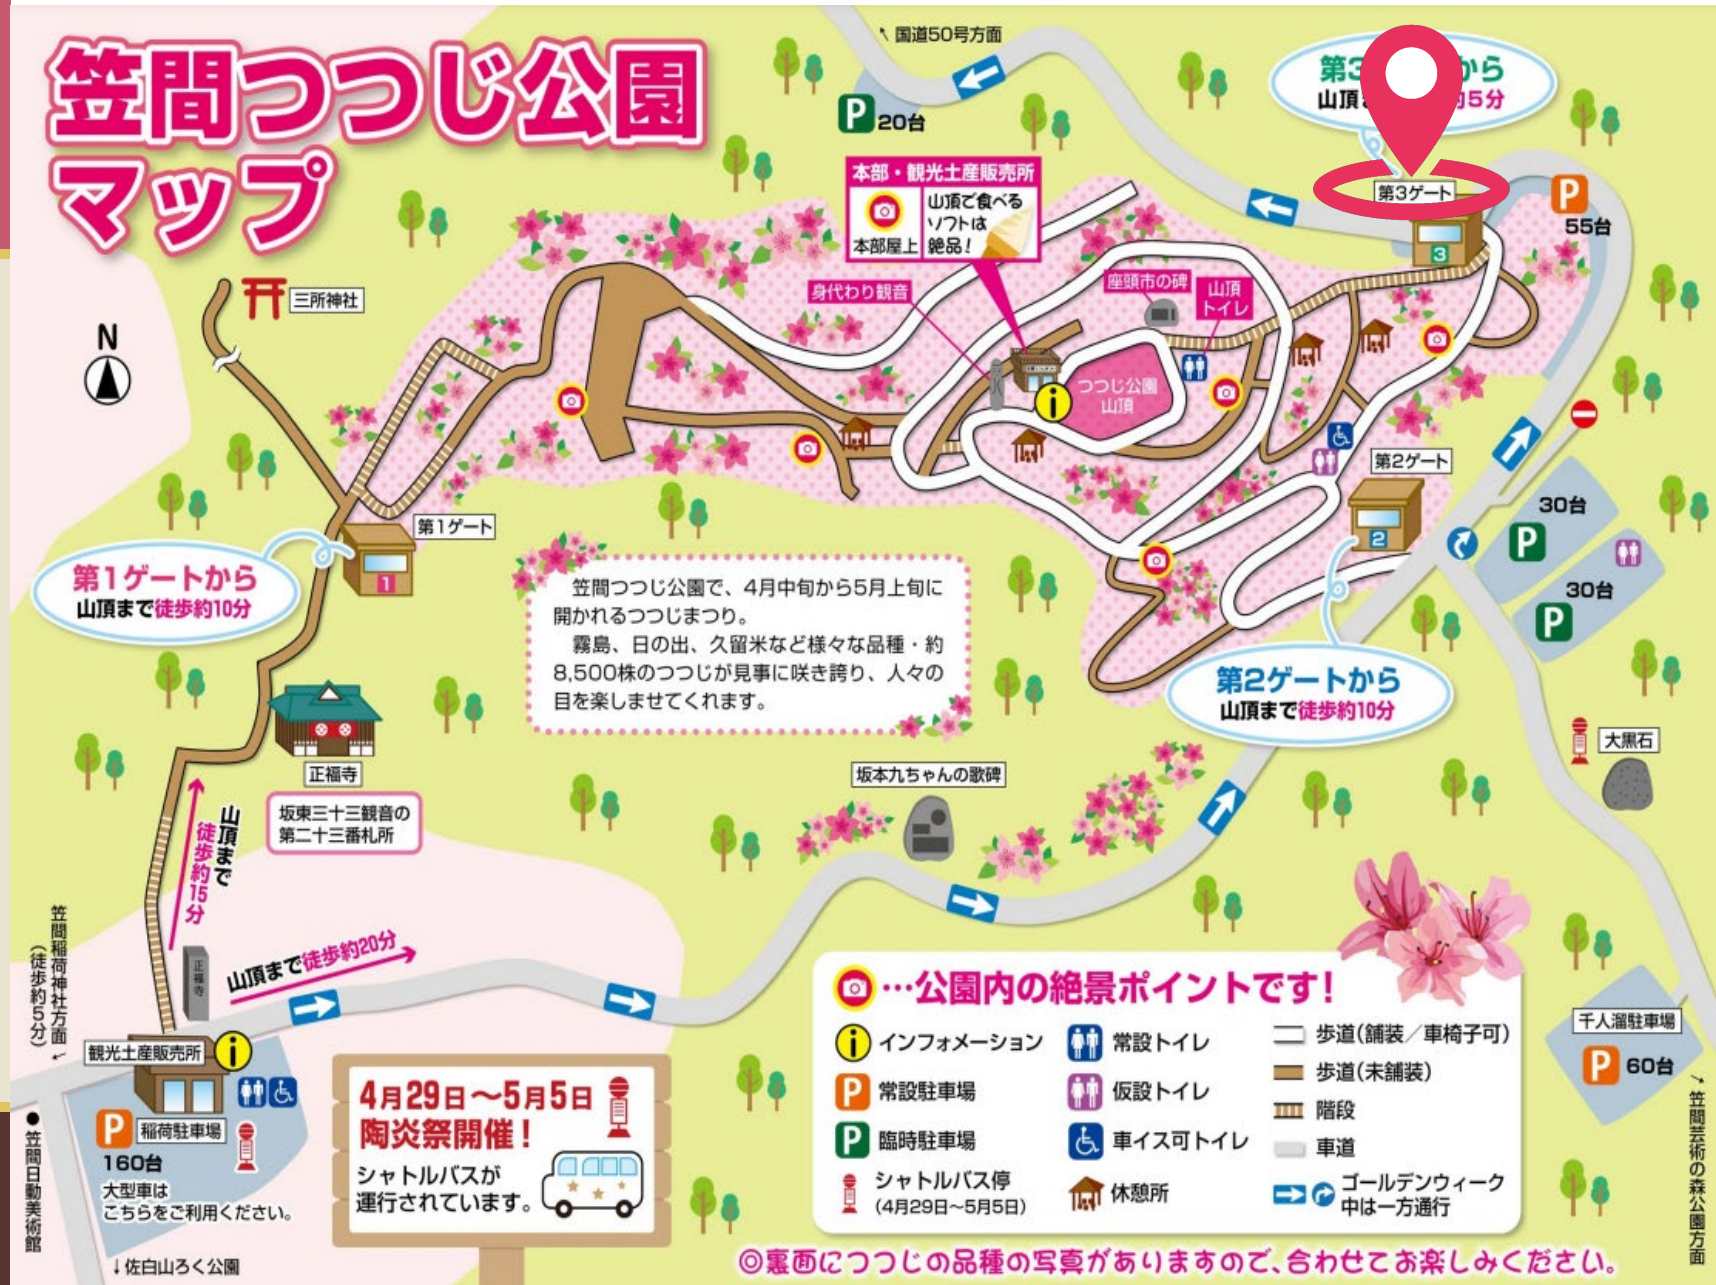 笠間つつじ公園
マップ
↖ 国道50号方面
P 20台
第3 から
山頂 約5分
第3ゲート
3
P
55台
本部・観光土産販売所
本部屋上
山頂で食べる
ソフトは
絶品!
身代わり観音
座頭市の碑
山頂
トイレ
つつじ公園
山頂
i
三所神社
N
第1ゲート
1
第1ゲートから
山頂まで徒歩約10分
第2ゲート
2
第2ゲートから
山頂まで徒歩約10分
30台
P
30台
P
笠間つつじ公園で、4月中旬から5月上旬に
開かれるつつじまつり。
霧島、日の出、久留米など様々な品種・約
8,500株のつつじが見事に咲き誇り、人々の
目を楽しませてくれます。
正福寺
坂東三十三観音の
第二十三番札所
坂本九ちゃんの歌碑
大黒石
山頂まで
徒歩約15分
正福寺
山頂まで徒歩約20分
笠間稲荷神社方面
(徒歩約5分)
観光土産販売所
i
P 稲荷駐車場
160台
大型車は
こちらをご利用ください。
●笠間日動美術館
↓佐白山ろく公園
4月29日～5月5日
陶炎祭開催!
シャトルバスが
運行されています。
…公園内の絶景ポイントです!
i インフォメーション
P 常設駐車場
P 臨時駐車場
シャトルバス停
(4月29日～5月5日)
常設トイレ
仮設トイレ
車イス可トイレ
休憩所
歩道(舗装／車椅子可)
歩道(未舗装)
階段
車道
ゴールデンウィーク
中は一方通行
千人溜駐車場
P 60台
笠間芸術の森公園方面
◎裏面につつじの品種の写真がありますので、合わせてお楽しみください。